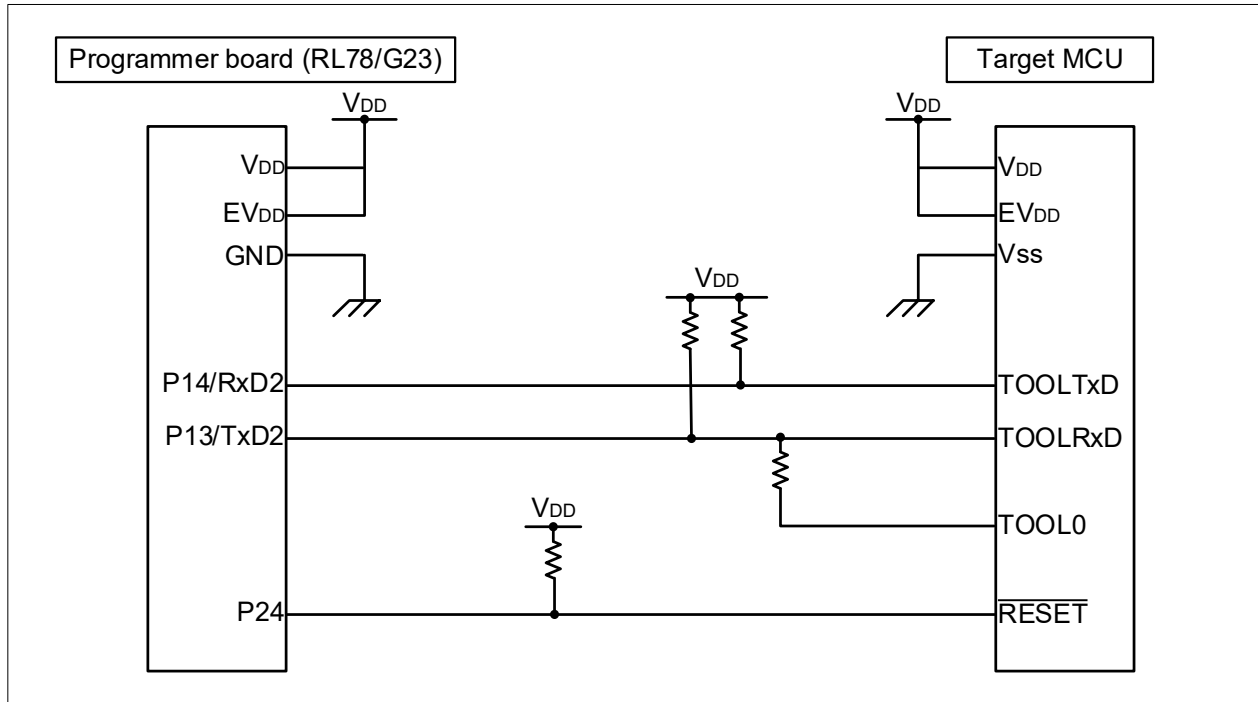 Programmer board (RL78/G23)
Target MCU
VDD
VDD
VDD
EVDD
GND
VDD
EVDD
Vss
VDD
P14/RxD2
P13/TxD2
TOOLTxD
TOOLRxD
VDD
TOOL0
P24
RESET